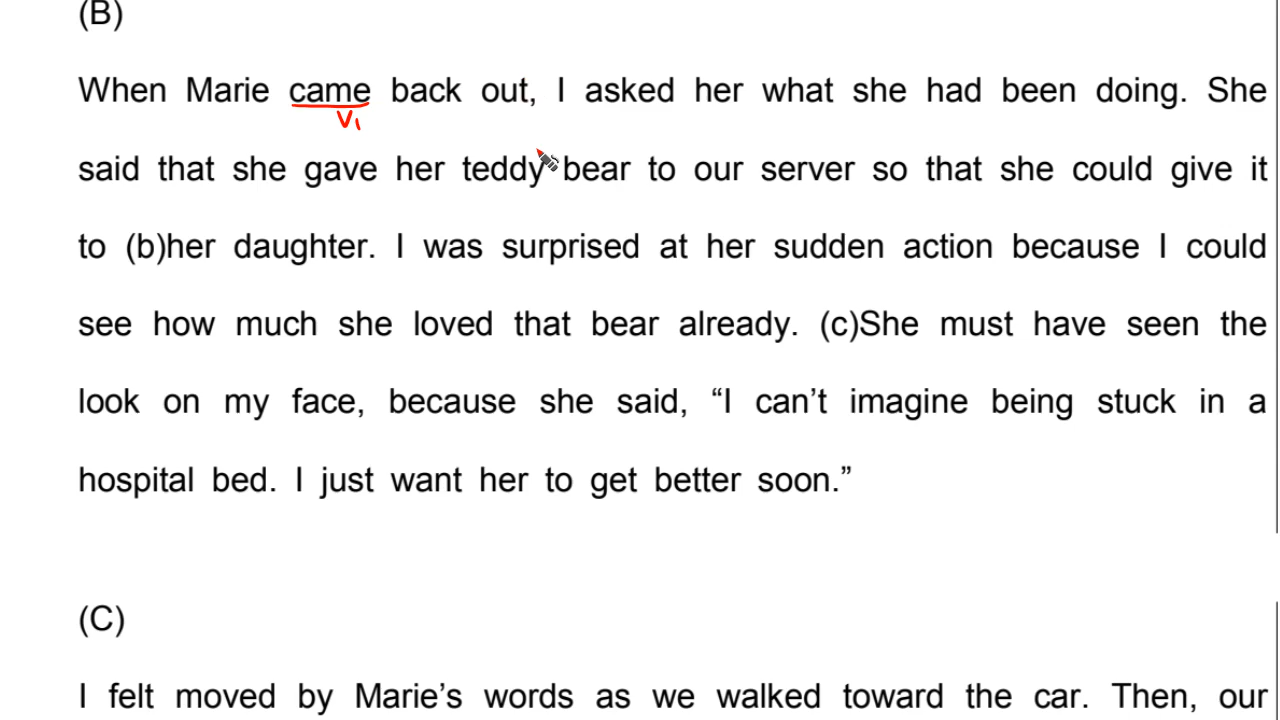 (B)
When Marie came back out, I asked her what she had been doing. She
V₁
said that she gave her teddy bear to our server so that she could give it
to (b)her daughter. I was surprised at her sudden action because I could
see how much she loved that bear already. (c)She must have seen the
look on my face, because she said, “I can’t imagine being stuck in a
hospital bed. I just want her to get better soon.”
(C)
I felt moved by Marie’s words as we walked toward the car. Then, our